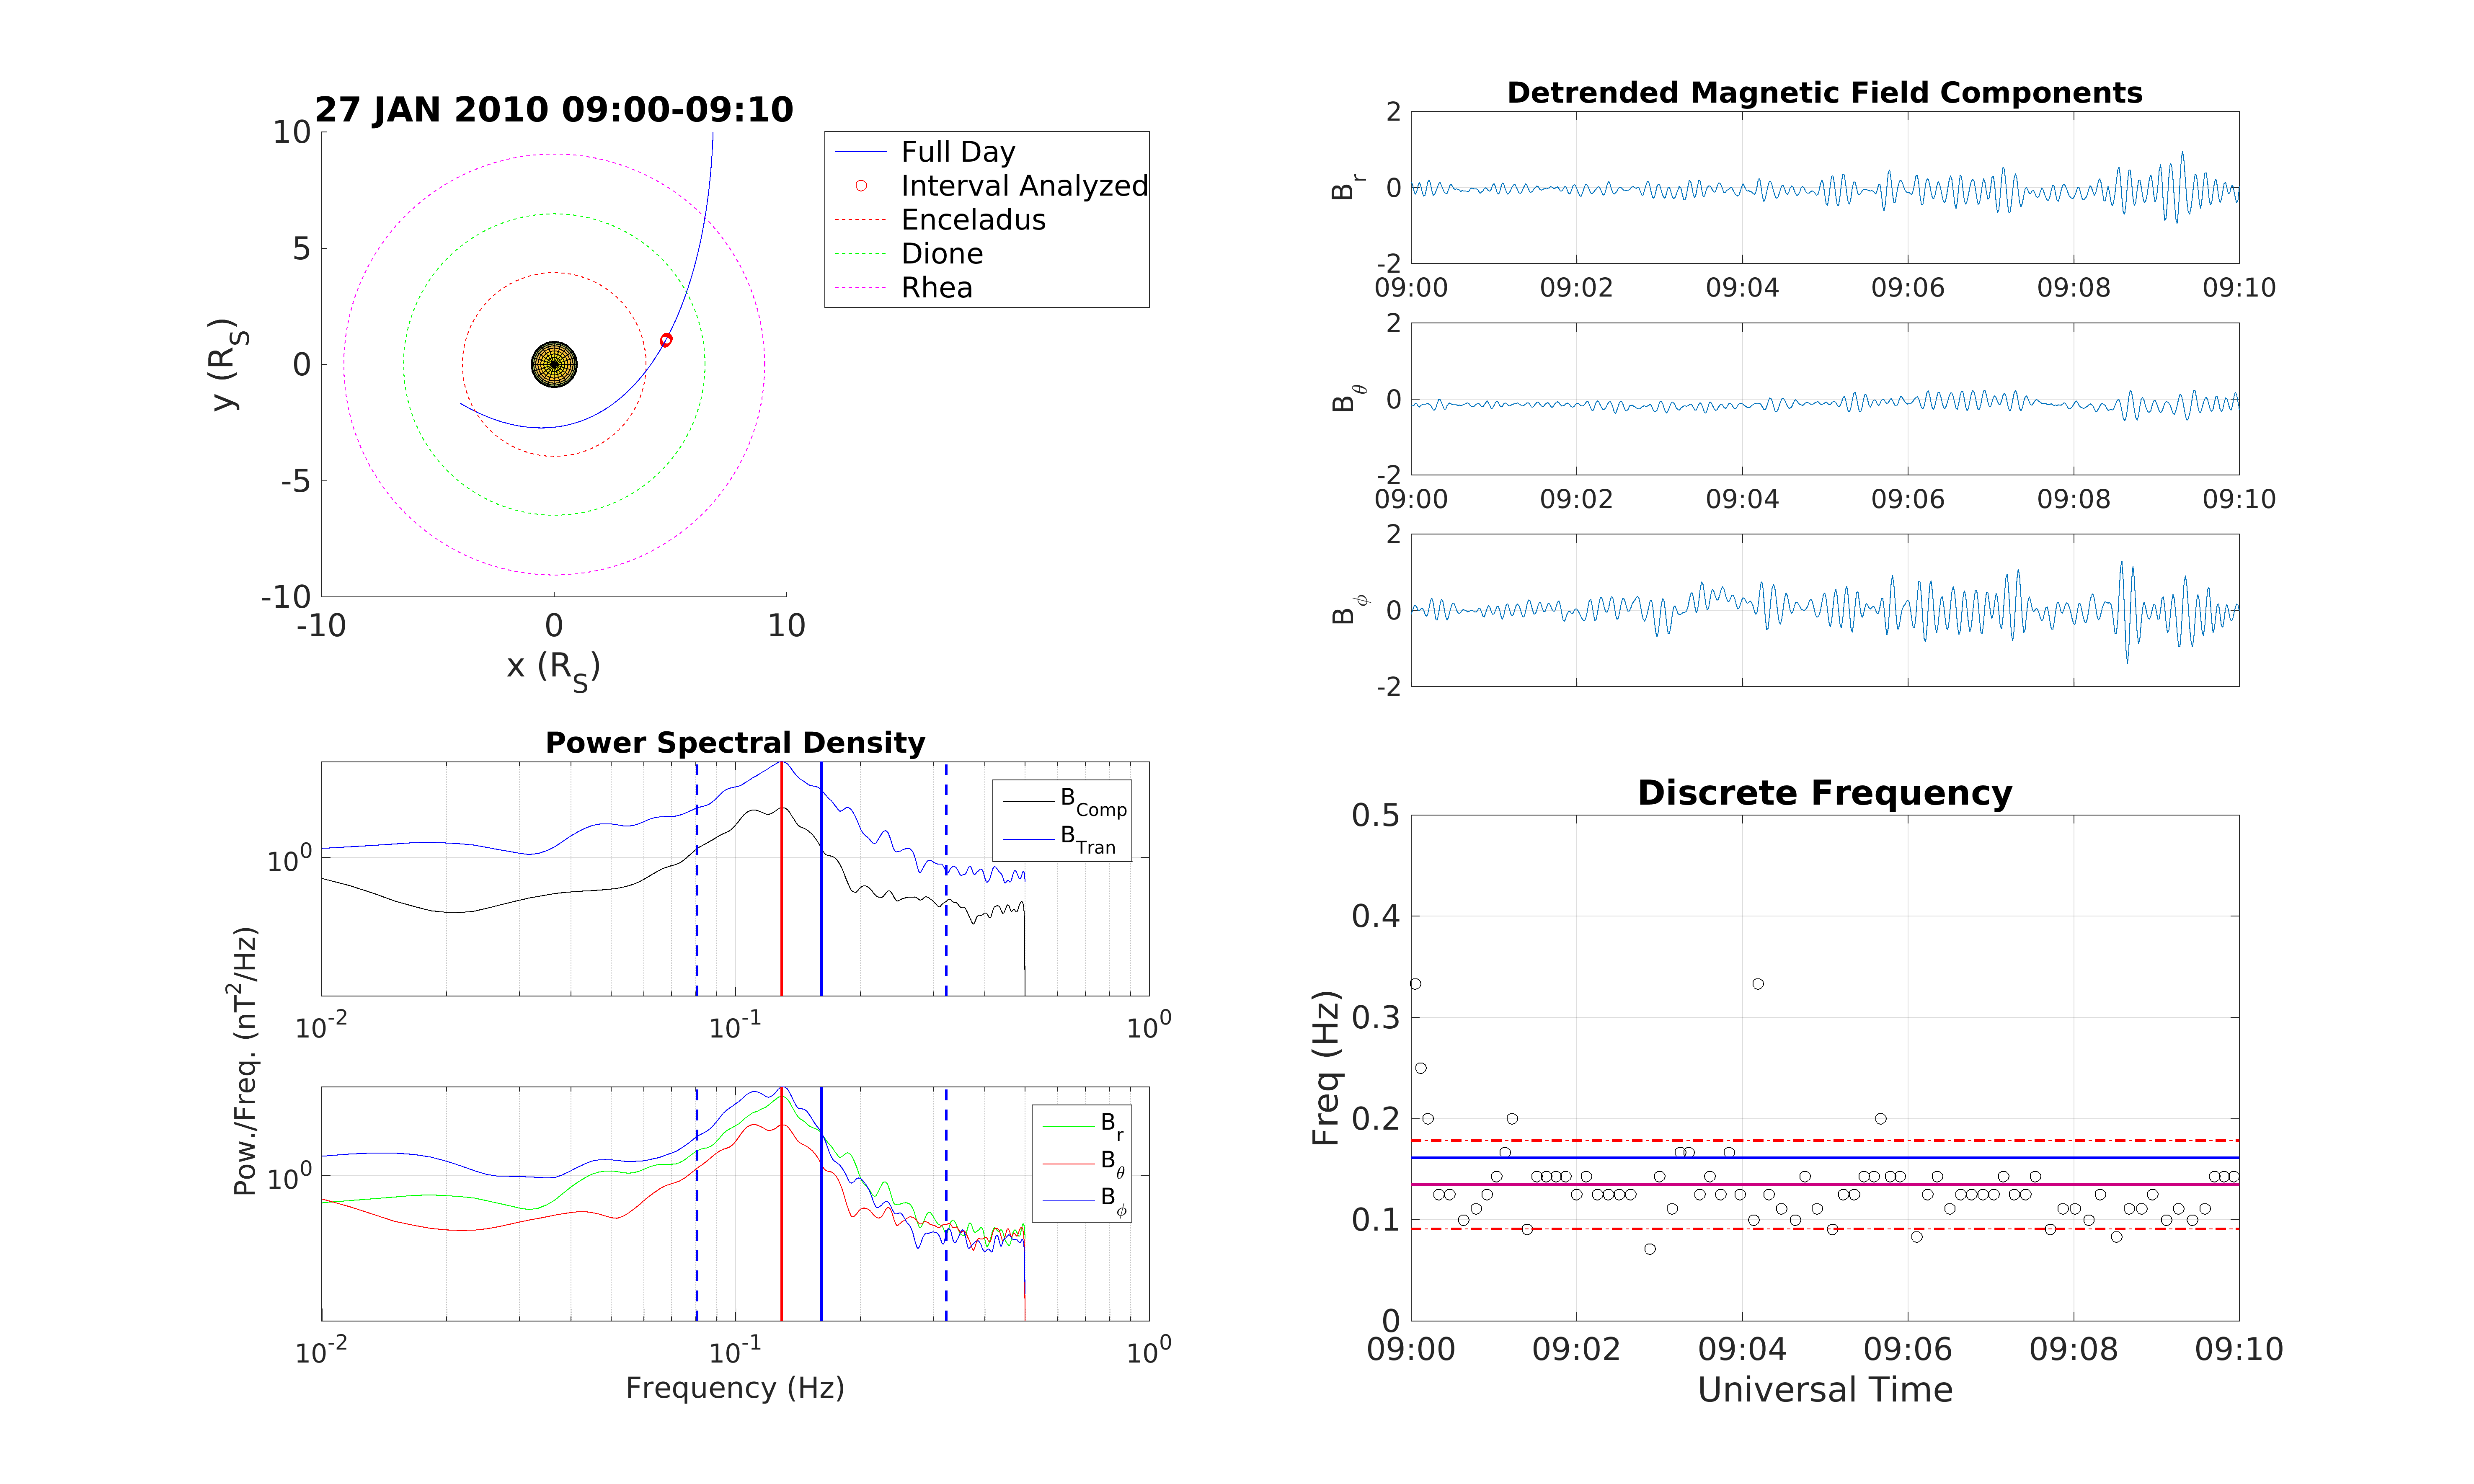 27 JAN 2010 09:00-09:10
10
5
0
-5
-10
-10 0 10
y (R_S)
x (R_S)
Full Day
Interval Analyzed
Enceladus
Dione
Rhea
Detrended Magnetic Field Components
2
0
-2
B_r
09:00 09:02 09:04 09:06 09:08 09:10
2
0
-2
B_θ
09:00 09:02 09:04 09:06 09:08 09:10
2
0
-2
B_ϕ
Power Spectral Density
10^0
B_Comp
B_Tran
10^-2 10^-1 10^0
Pow./Freq. (nT^2/Hz)
10^0
B_r
B_θ
B_ϕ
10^-2 10^-1 10^0
Frequency (Hz)
Discrete Frequency
0.5
0.4
0.3
0.2
0.1
0
Freq (Hz)
09:00 09:02 09:04 09:06 09:08 09:10
Universal Time